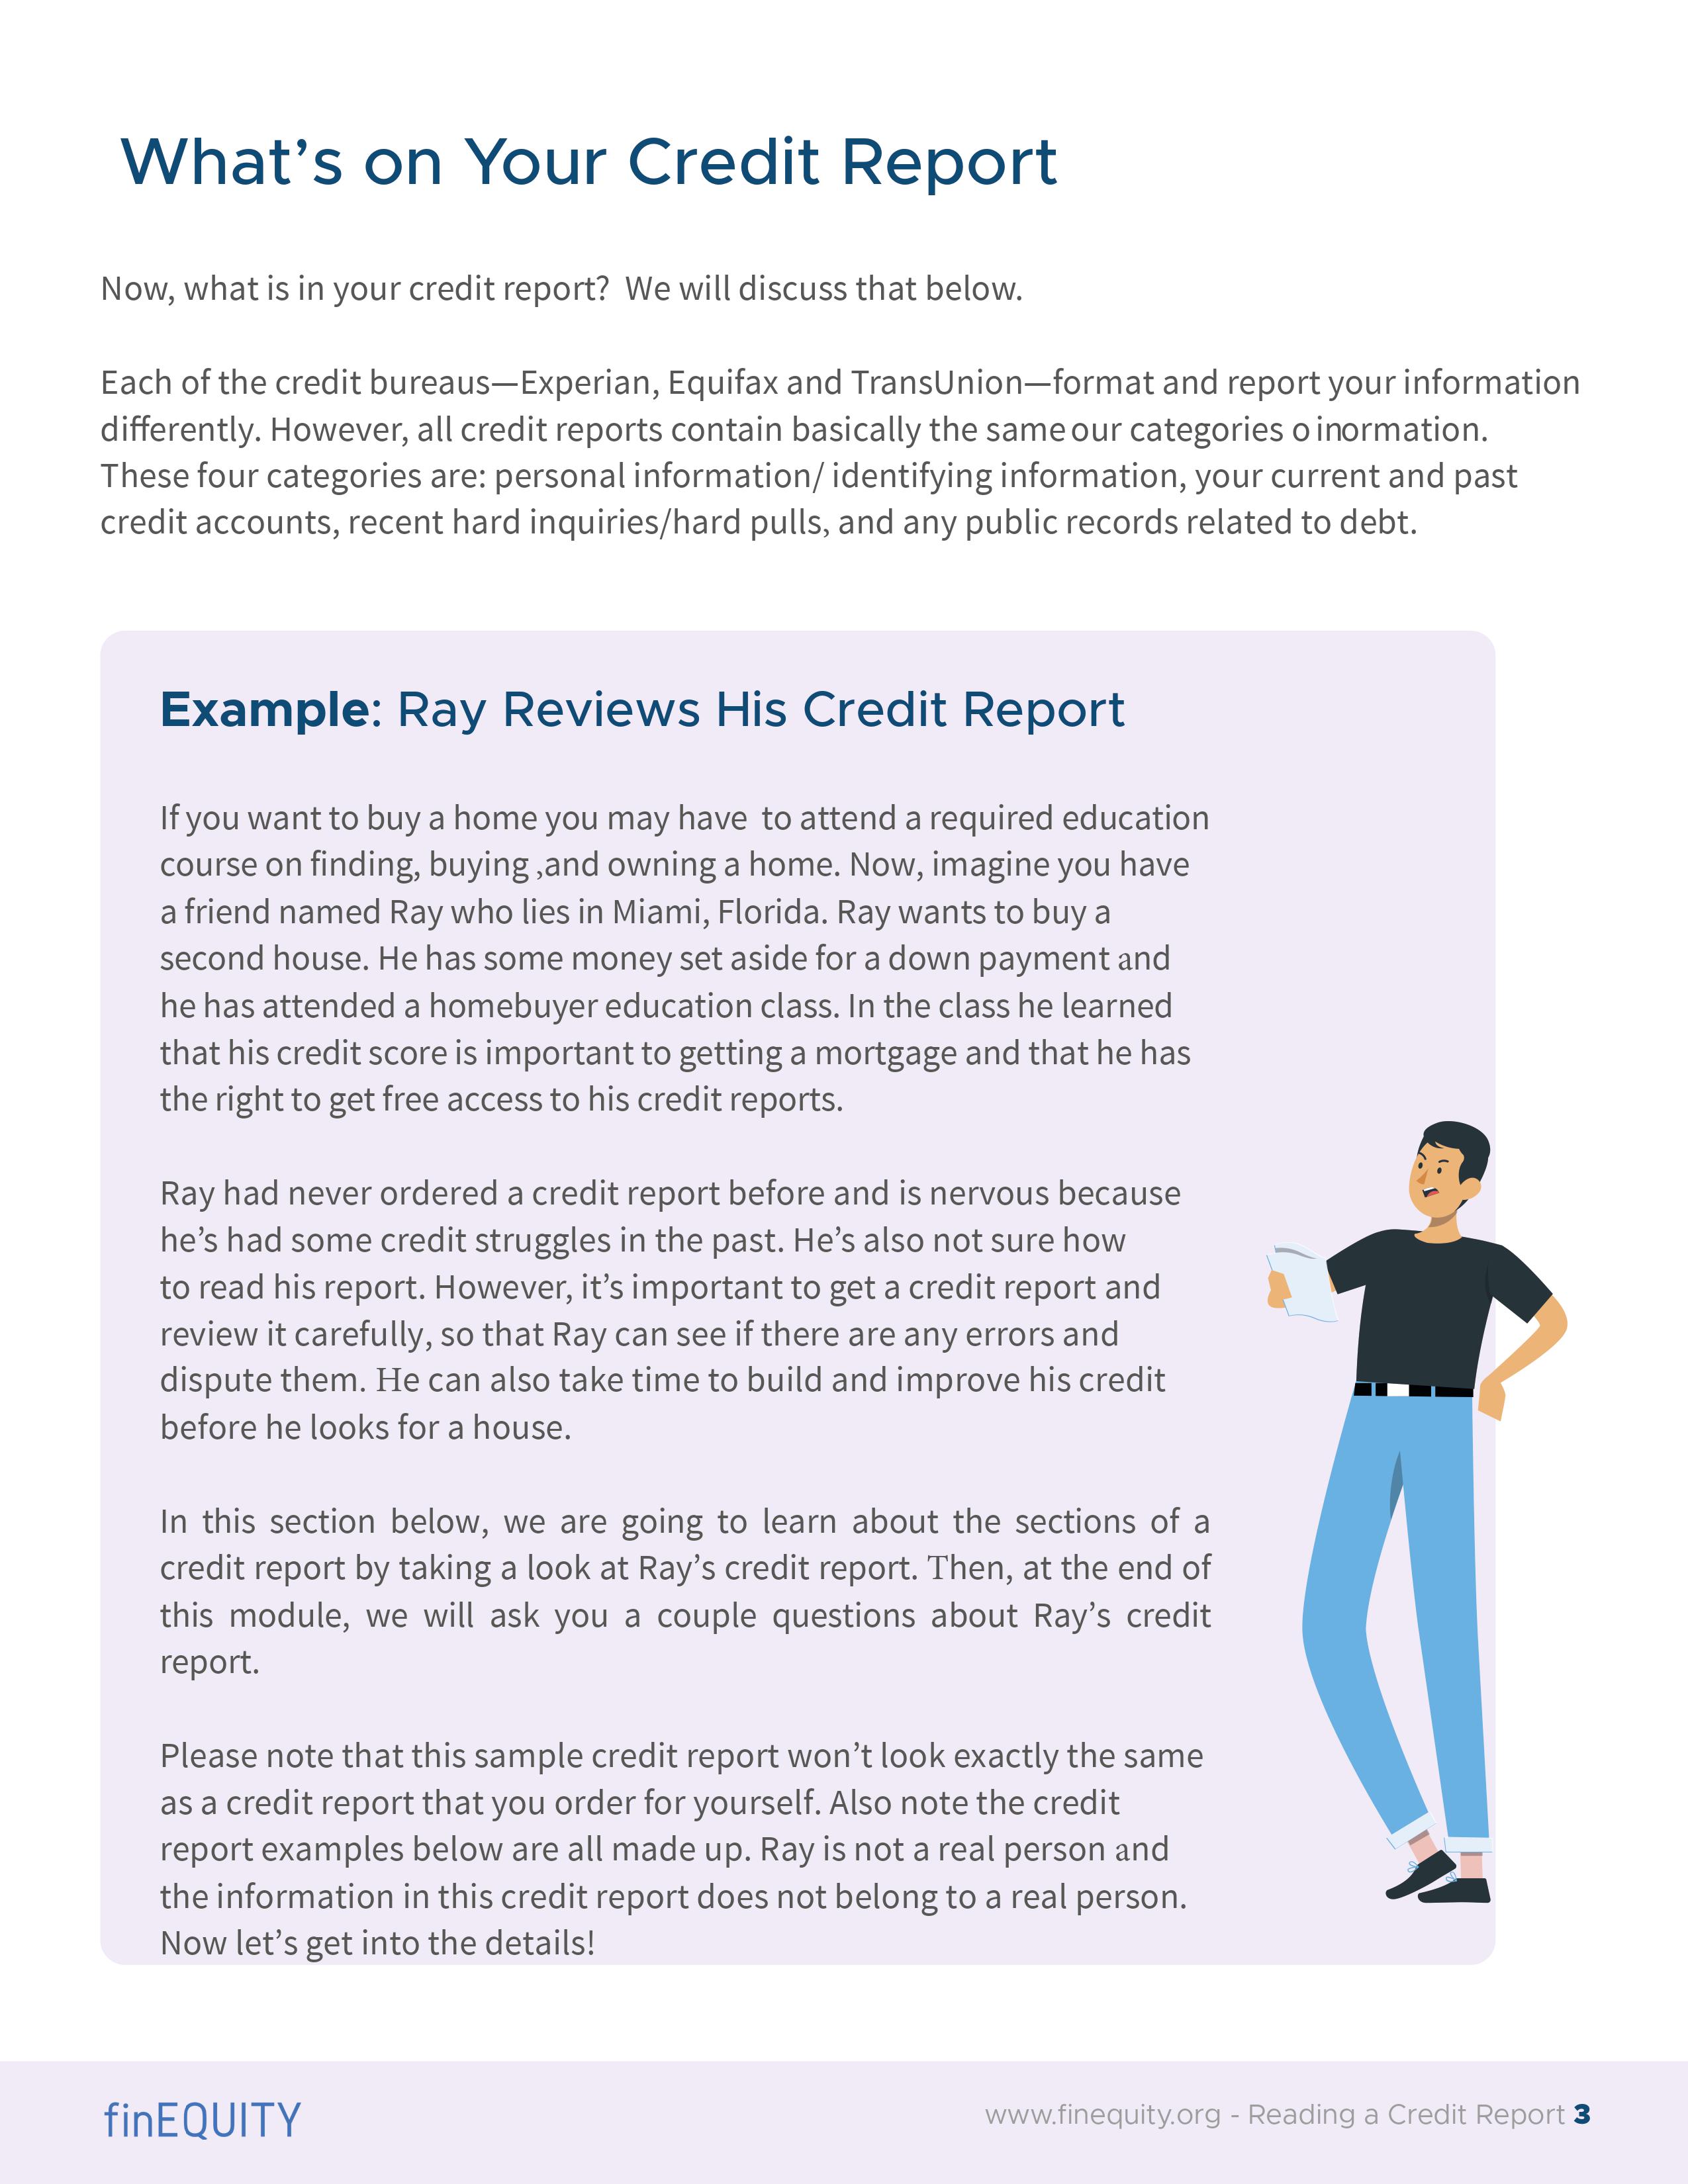 What’s on Your Credit Report
Now, what is in your credit report?  We will discuss that below.
Each of the credit bureaus—Experian, Equifax and TransUnion—format and report your information
differently. However, all credit reports contain basically the same our categories o inormation.
These four categories are: personal information/ identifying information, your current and past
credit accounts, recent hard inquiries/hard pulls, and any public records related to debt.
Example: Ray Reviews His Credit Report
If you want to buy a home you may have  to attend a required education
course on finding, buying ,and owning a home. Now, imagine you have
a friend named Ray who lies in Miami, Florida. Ray wants to buy a
second house. He has some money set aside for a down payment and
he has attended a homebuyer education class. In the class he learned
that his credit score is important to getting a mortgage and that he has
the right to get free access to his credit reports.
Ray had never ordered a credit report before and is nervous because
he’s had some credit struggles in the past. He’s also not sure how
to read his report. However, it’s important to get a credit report and
review it carefully, so that Ray can see if there are any errors and
dispute them. He can also take time to build and improve his credit
before he looks for a house.
In this section below, we are going to learn about the sections of a
credit report by taking a look at Ray’s credit report. Then, at the end of
this module, we will ask you a couple questions about Ray’s credit
report.
Please note that this sample credit report won’t look exactly the same
as a credit report that you order for yourself. Also note the credit
report examples below are all made up. Ray is not a real person and
the information in this credit report does not belong to a real person.
Now let’s get into the details!
finEQUITY
www.finequity.org - Reading a Credit Report 3